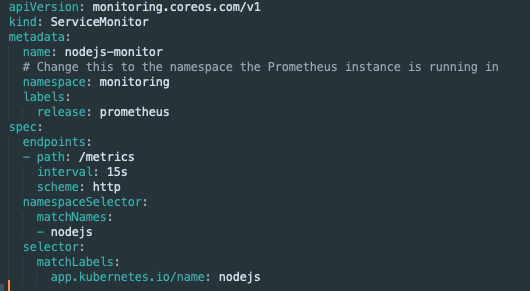 apiVersion: monitoring.coreos.com/v1
kind: ServiceMonitor
metadata:
  name: nodejs-monitor
  # Change this to the namespace the Prometheus instance is running in
  namespace: monitoring
  labels:
    release: prometheus
spec:
  endpoints:
  - path: /metrics
    interval: 15s
    scheme: http
  namespaceSelector:
    matchNames:
    - nodejs
  selector:
    matchLabels:
      app.kubernetes.io/name: nodejs